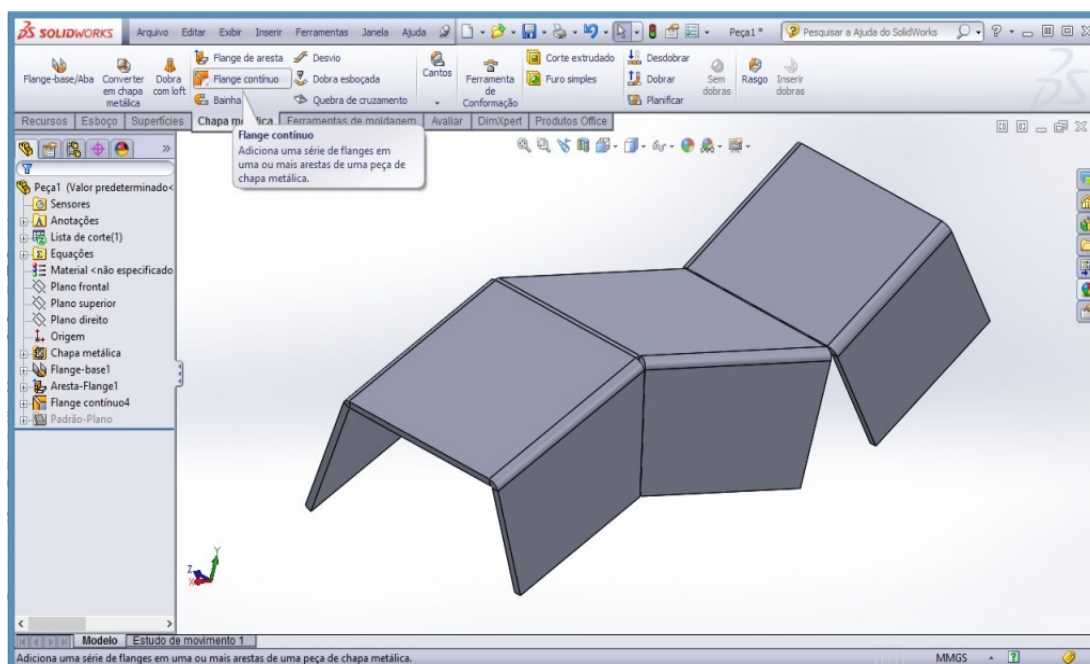 SOLIDWORKS
Arquivo Editar Exibir Inserir Ferramentas Janela Ajuda
Peça1 *
Pesquisar a Ajuda do SolidWorks
Flange-base/Aba
Converter em chapa metálica
Dobra com loft
Flange de aresta
Flange contínuo
Bainha
Desvio
Dobra esboçada
Quebra de cruzamento
Cantos
Ferramenta de Conformação
Corte extrudado
Furo simples
Desdobrar
Dobrar
Planificar
Sem dobras
Rasgo
Inserir dobras
Recursos Esboço Superfícies Chapa metálica Ferramentas de moldagem Avaliar DimXpert Produtos Office
Flange contínuo
Adiciona uma série de flanges em
uma ou mais arestas de uma peça de
chapa metálica.
Peça1 (Valor predeterminado<
Sensores
Anotações
Lista de corte(1)
Equações
Material <não especificado
Plano frontal
Plano superior
Plano direito
Origem
Chapa metálica
Flange-base1
Aresta-Flange1
Flange contínuo4
Padrão-Plano
Y
Z
X
Modelo Estudo de movimento 1
Adiciona uma série de flanges em uma ou mais arestas de uma peça de chapa metálica.
MMGS